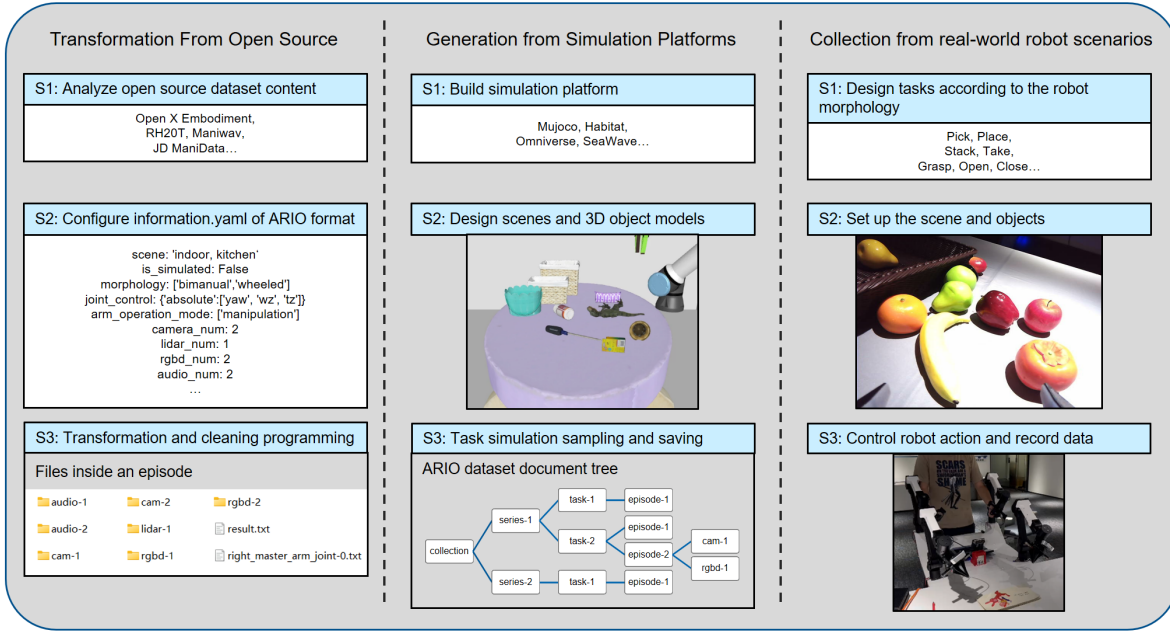 Transformation From Open Source
S1: Analyze open source dataset content
Open X Embodiment,
RH20T, Maniwav,
JD ManiData…
S2: Configure information.yaml of ARIO format
scene: 'indoor, kitchen'
is_simulated: False
morphology: ['bimanual','wheeled']
joint_control: {'absolute':['yaw', 'wz', 'tz']}
arm_operation_mode: ['manipulation']
camera_num: 2
lidar_num: 1
rgbd_num: 2
audio_num: 2
…
S3: Transformation and cleaning programming
Files inside an episode
audio-1 cam-2 rgbd-2
audio-2 lidar-1 result.txt
cam-1 rgbd-1 right_master_arm_joint-0.txt
Generation from Simulation Platforms
S1: Build simulation platform
Mujoco, Habitat,
Omniverse, SeaWave…
S2: Design scenes and 3D object models
S3: Task simulation sampling and saving
ARIO dataset document tree
collection
series-1
series-2
task-1
task-2
task-1
episode-1
episode-1
episode-2
episode-1
cam-1
rgbd-1
Collection from real-world robot scenarios
S1: Design tasks according to the robot
morphology
Pick, Place,
Stack, Take,
Grasp, Open, Close…
S2: Set up the scene and objects
S3: Control robot action and record data
SCARS